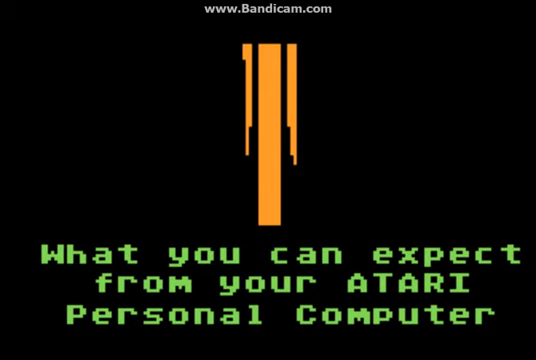 www.Bandicam.com
What you can expect
from your ATARI
Personal Computer